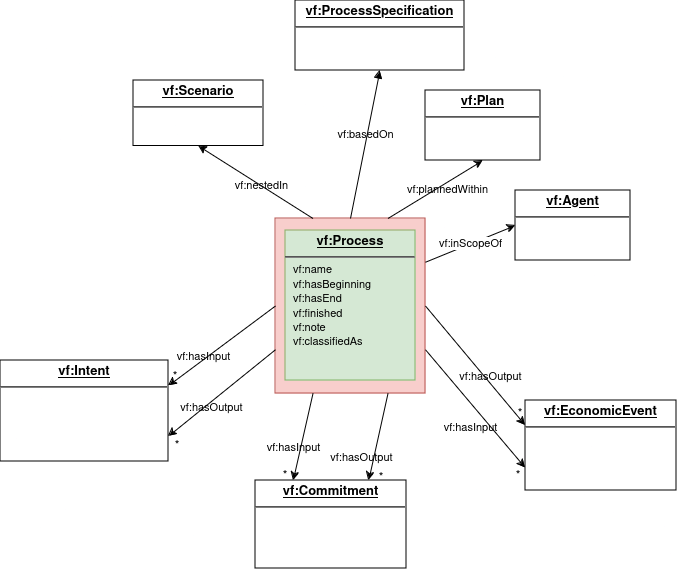 vf:ProcessSpecification
vf:Scenario
vf:Plan
vf:basedOn
vf:nestedIn
vf:plannedWithin
vf:Agent
vf:inScopeOf
vf:Process
vf:name
vf:hasBeginning
vf:hasEnd
vf:finished
vf:note
vf:classifiedAs
vf:hasInput
*
vf:Intent
vf:hasOutput
*
vf:hasOutput
*
vf:EconomicEvent
vf:hasInput
*
vf:hasInput
*
vf:hasOutput
*
vf:Commitment